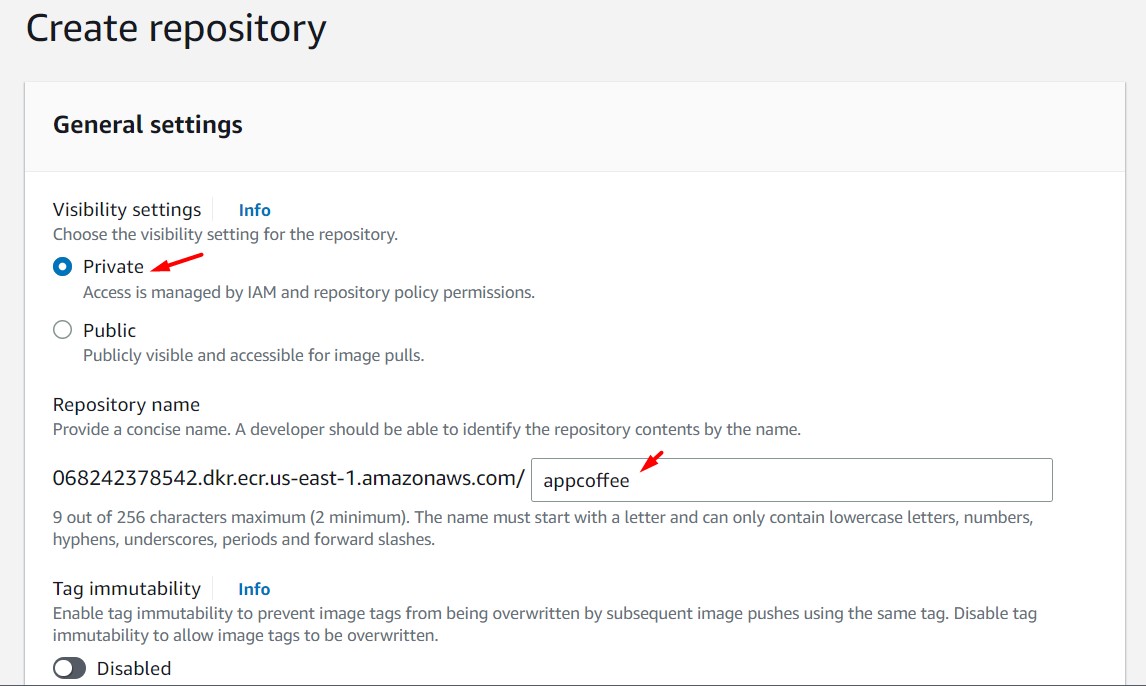 Create repository
General settings
Visibility settings
Info
Choose the visibility setting for the repository.
Private
Access is managed by IAM and repository policy permissions.
Public
Publicly visible and accessible for image pulls.
Repository name
Provide a concise name. A developer should be able to identify the repository contents by the name.
068242378542.dkr.ecr.us-east-1.amazonaws.com/ appcoffee
9 out of 256 characters maximum (2 minimum). The name must start with a letter and can only contain lowercase letters, numbers,
hyphens, underscores, periods and forward slashes.
Tag immutability
Info
Enable tag immutability to prevent image tags from being overwritten by subsequent image pushes using the same tag. Disable tag
immutability to allow image tags to be overwritten.
Disabled